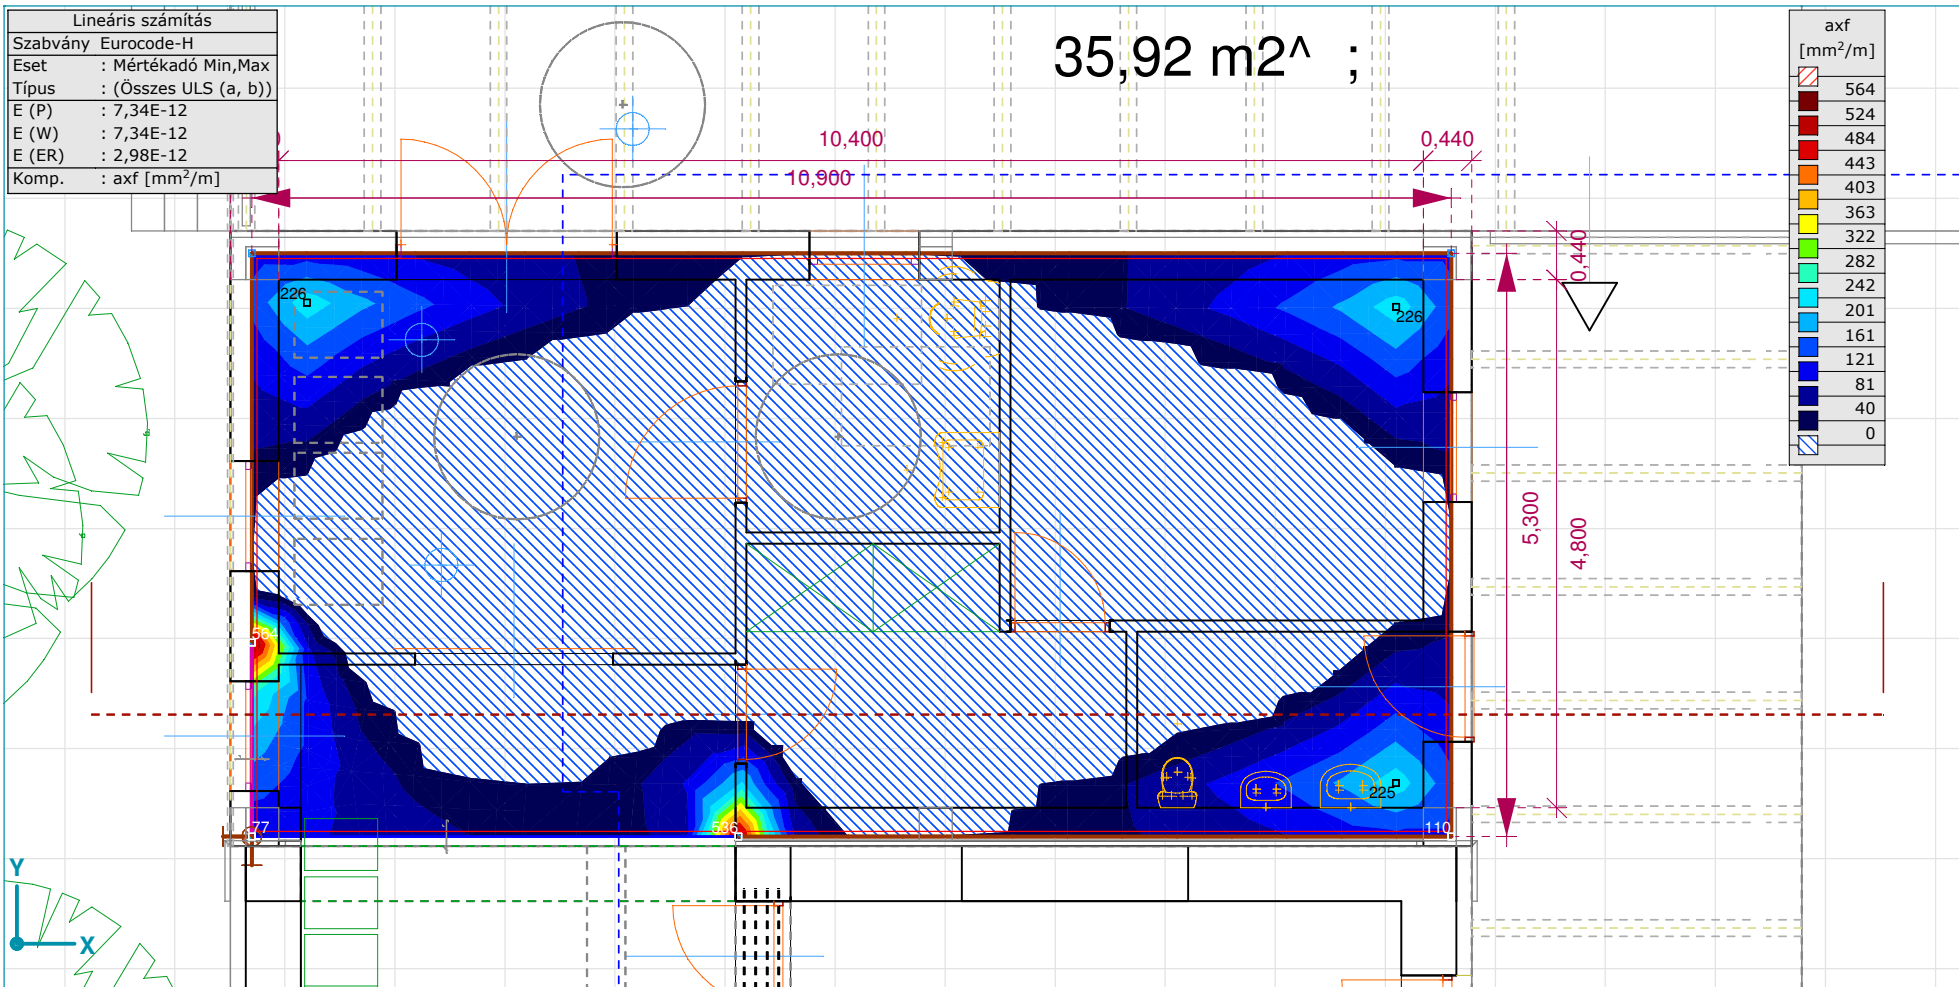 Lineáris számítás
Szabvány Eurocode-H
Eset : Mértékadó Min,Max
Típus : (Összes ULS (a, b))
E (P) : 7,34E-12
E (W) : 7,34E-12
E (ER) : 2,98E-12
Komp. : axf [mm²/m]
35,92 m2^ ;
axf
[mm²/m]
564
524
484
443
403
363
322
282
242
201
161
121
81
40
0
10,400
0,440
10,900
0,440
226
226
5,300
4,800
564
225
77
536
110
Y
X